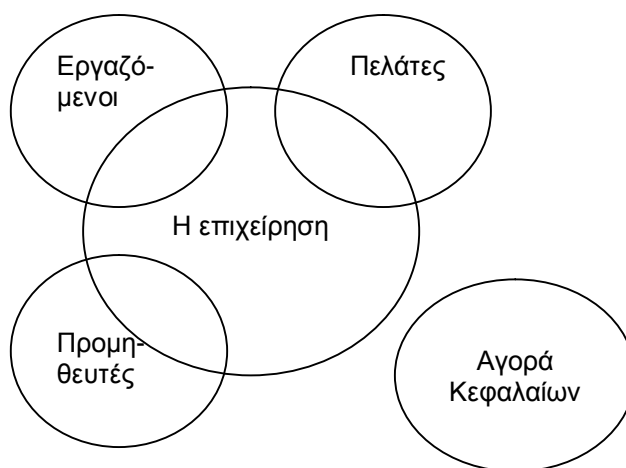 Εργαζό-
μενοι
Πελάτες
Η επιχείρηση
Προμη-
θευτές
Αγορά
Κεφαλαίων